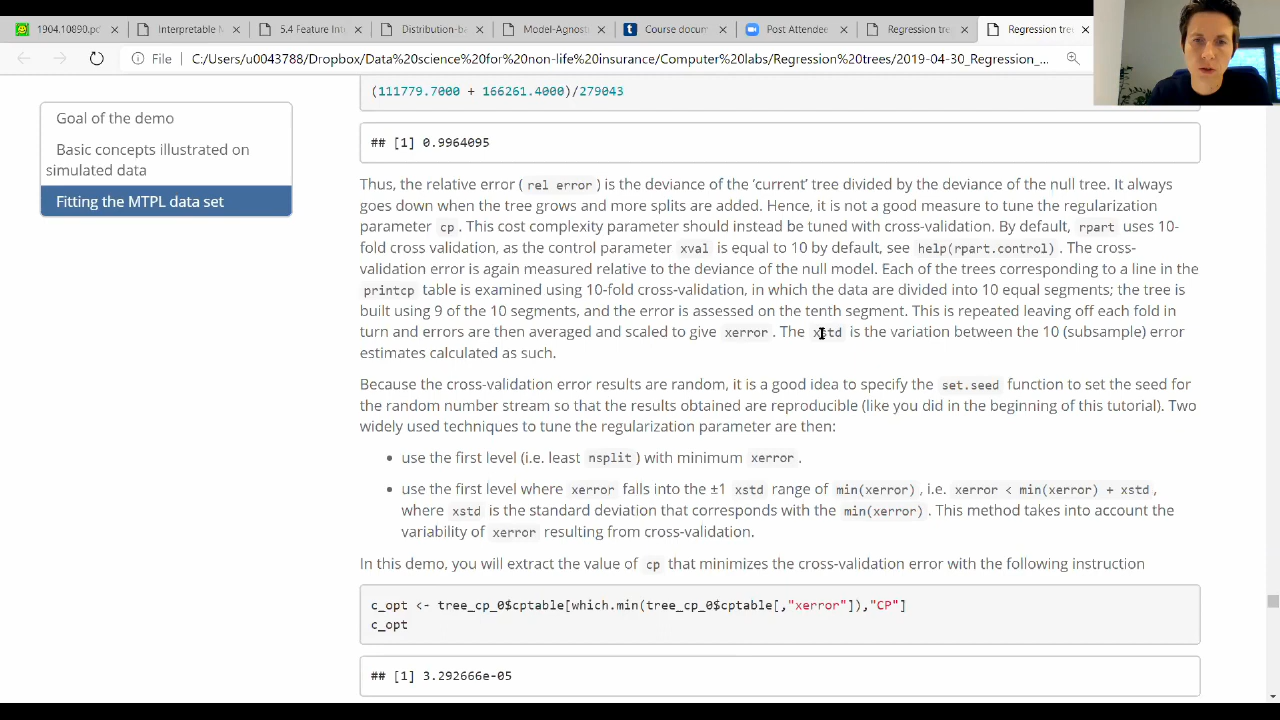 1904.10890.pdf
Interpretable M
5.4 Feature Int
Distribution-b
Model-Agnost
Course docum
Post Attendee
Regression tre
Regression tree
File C:/Users/u0043788/Dropbox/Data%20science%20for%20non-life%20insurance/Computer%20labs/Regression%20trees/2019-04-30_Regression_...
Goal of the demo
Basic concepts illustrated on
simulated data
Fitting the MTPL data set
(111779.7000 + 166261.4000)/279043
## [1] 0.9964095
Thus, the relative error ( rel error ) is the deviance of the 'current' tree divided by the deviance of the null tree. It always
goes down when the tree grows and more splits are added. Hence, it is not a good measure to tune the regularization
parameter cp. This cost complexity parameter should instead be tuned with cross-validation. By default, rpart uses 10-
fold cross validation, as the control parameter xval is equal to 10 by default, see help(rpart.control). The cross-
validation error is again measured relative to the deviance of the null model. Each of the trees corresponding to a line in the
printcp table is examined using 10-fold cross-validation, in which the data are divided into 10 equal segments; the tree is
built using 9 of the 10 segments, and the error is assessed on the tenth segment. This is repeated leaving off each fold in
turn and errors are then averaged and scaled to give xerror. The xstd is the variation between the 10 (subsample) error
estimates calculated as such.
Because the cross-validation error results are random, it is a good idea to specify the set.seed function to set the seed for
the random number stream so that the results obtained are reproducible (like you did in the beginning of this tutorial). Two
widely used techniques to tune the regularization parameter are then:
• use the first level (i.e. least nsplit) with minimum xerror.
• use the first level where xerror falls into the ±1 xstd range of min(xerror), i.e. xerror < min(xerror) + xstd,
where xstd is the standard deviation that corresponds with the min(xerror). This method takes into account the
variability of xerror resulting from cross-validation.
In this demo, you will extract the value of cp that minimizes the cross-validation error with the following instruction
c_opt <- tree_cp_0$cptable[which.min(tree_cp_0$cptable[,"xerror"]),"CP"]
c_opt
## [1] 3.292666e-05